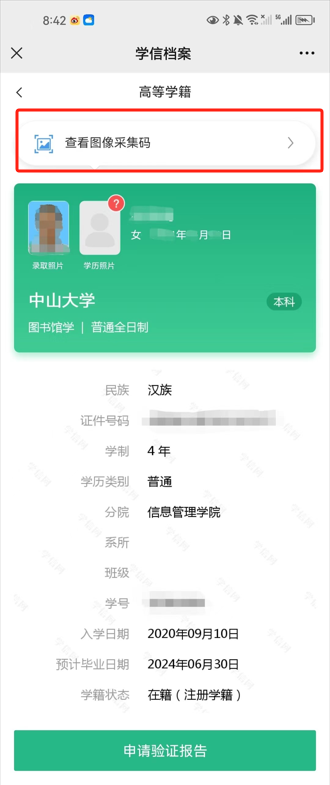 8:42
学信档案
高等学籍
查看图像采集码
?
女 年 月 日
录取照片 学历照片
中山大学 本科
图书馆学 | 普通全日制
民族 汉族
证件号码
学制 4 年
学历类别 普通
分院 信息管理学院
系所
班级
学号
入学日期 2020年09月10日
预计毕业日期 2024年06月30日
学籍状态 在籍（注册学籍）
申请验证报告